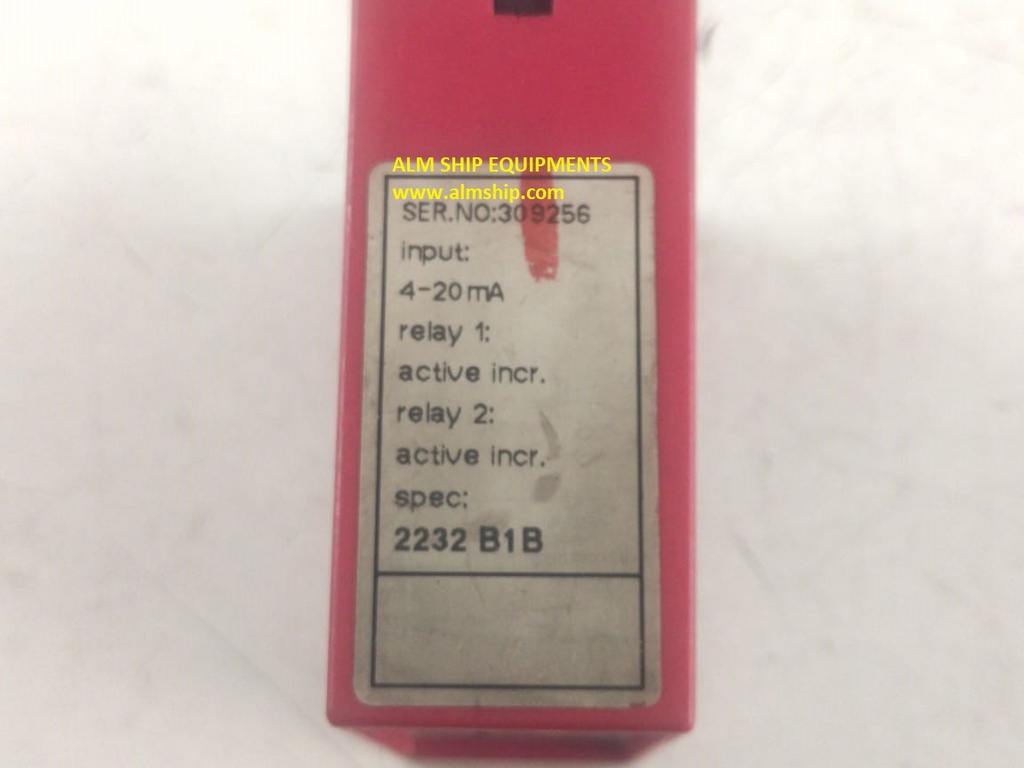 ALM SHIP EQUIPMENTS
www.almship.com
SER.NO:309256
input:
4-20mA
relay 1:
active incr.
relay 2:
active incr.
spec:
2232 B1B